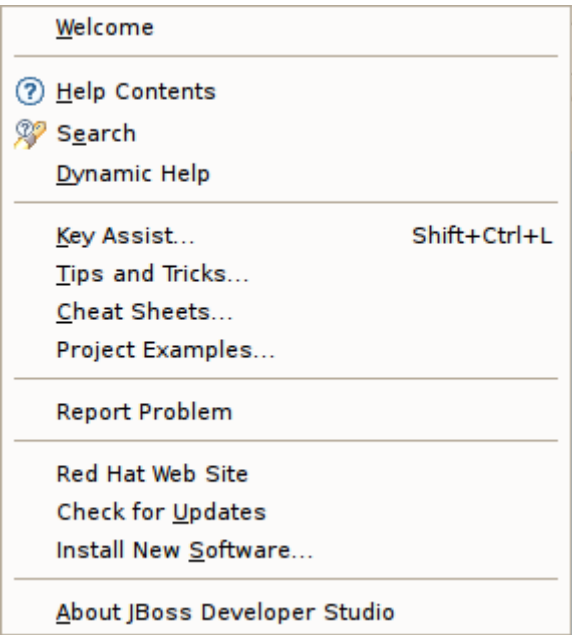 Welcome
Help Contents
Search
Dynamic Help
Key Assist... Shift+Ctrl+L
Tips and Tricks...
Cheat Sheets...
Project Examples...
Report Problem
Red Hat Web Site
Check for Updates
Install New Software...
About JBoss Developer Studio